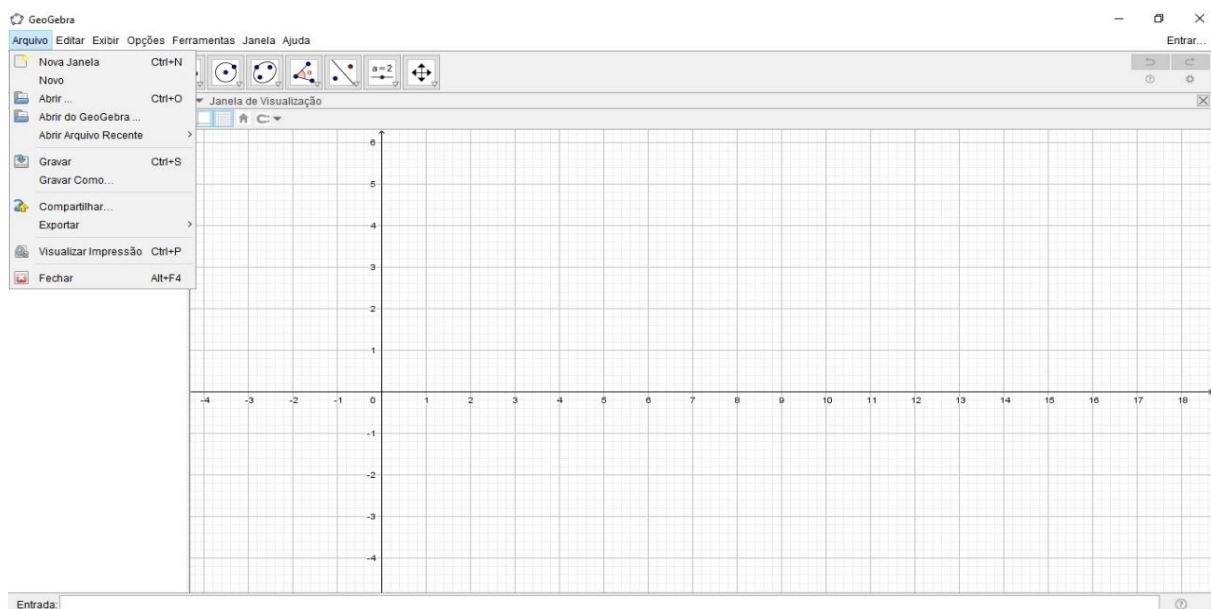 GeoGebra
Arquivo Editar Exibir Opções Ferramentas Janela Ajuda Entrar...
Nova Janela Ctrl+N
Novo
Abrir ... Ctrl+O
Abrir do GeoGebra ...
Abrir Arquivo Recente
Gravar Ctrl+S
Gravar Como...
Compartilhar...
Exportar
Visualizar Impressão Ctrl+P
Fechar Alt+F4
a=2
Janela de Visualização
6
5
4
3
2
1
-4 -3 -2 -1 0 1 2 3 4 5 6 7 8 9 10 11 12 13 14 15 16 17 18
-1
-2
-3
-4
Entrada: